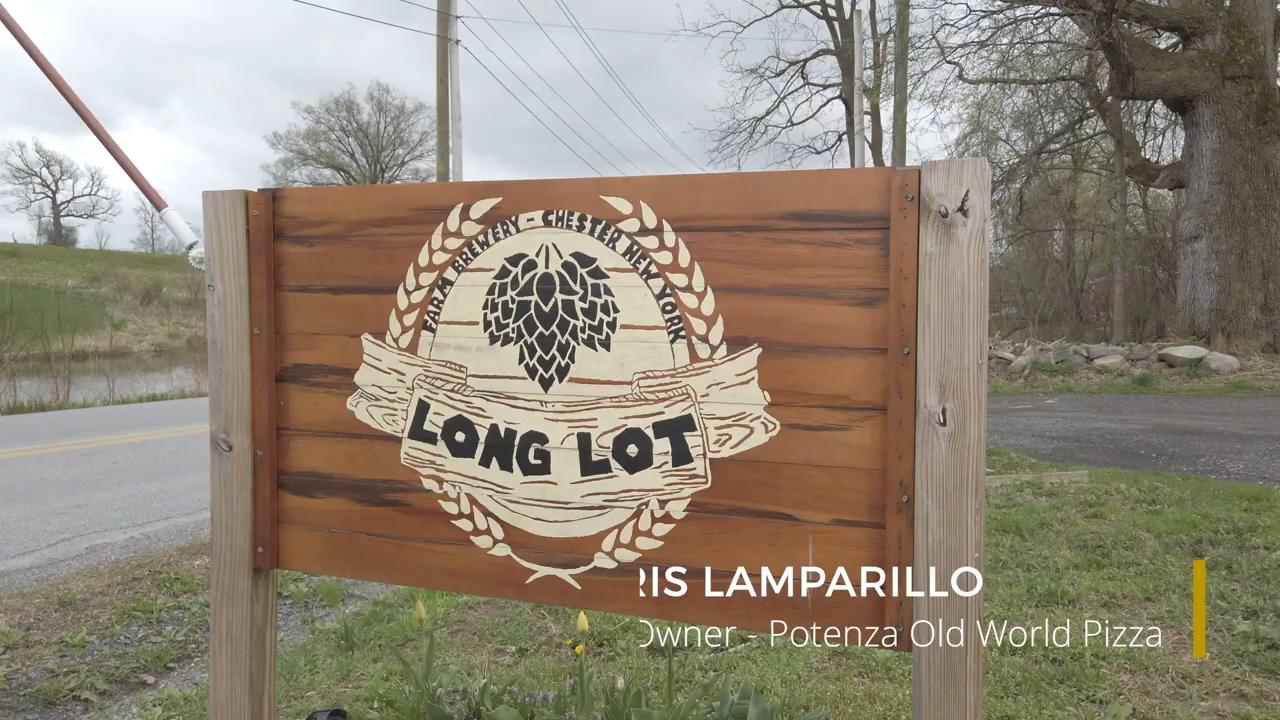 FARM BREWERY - CHESTER NEW YORK
LONG LOT
RIS LAMPARILLO
Owner - Potenza Old World Pizza